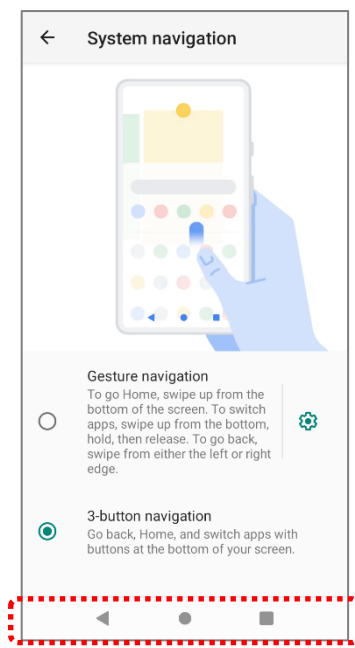 System navigation
Gesture navigation
To go Home, swipe up from the
bottom of the screen. To switch
apps, swipe up from the bottom,
hold, then release. To go back,
swipe from either the left or right
edge.
3-button navigation
Go back, Home, and switch apps with
buttons at the bottom of your screen.